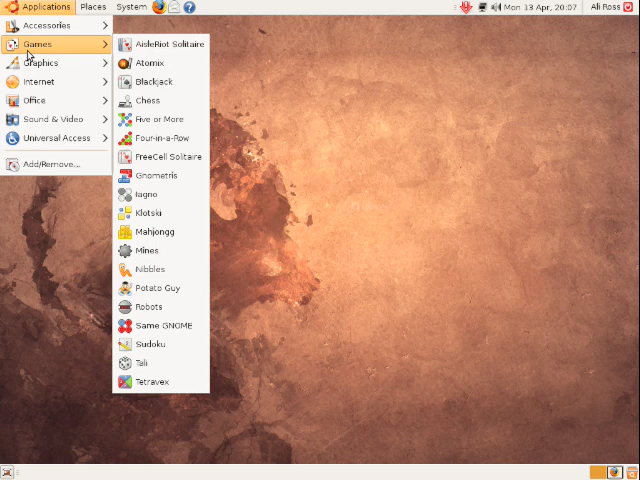 Applications Places System Mon 13 Apr, 20:07 Ali Ross
Accessories
Games
Graphics
Internet
Office
Sound & Video
Universal Access
Add/Remove...
AisleRiot Solitaire
Atomix
Blackjack
Chess
Five or More
Four-in-a-Row
FreeCell Solitaire
Gnometris
Iagno
Klotski
Mahjongg
Mines
Nibbles
Potato Guy
Robots
Same GNOME
Sudoku
Tali
Tetravex